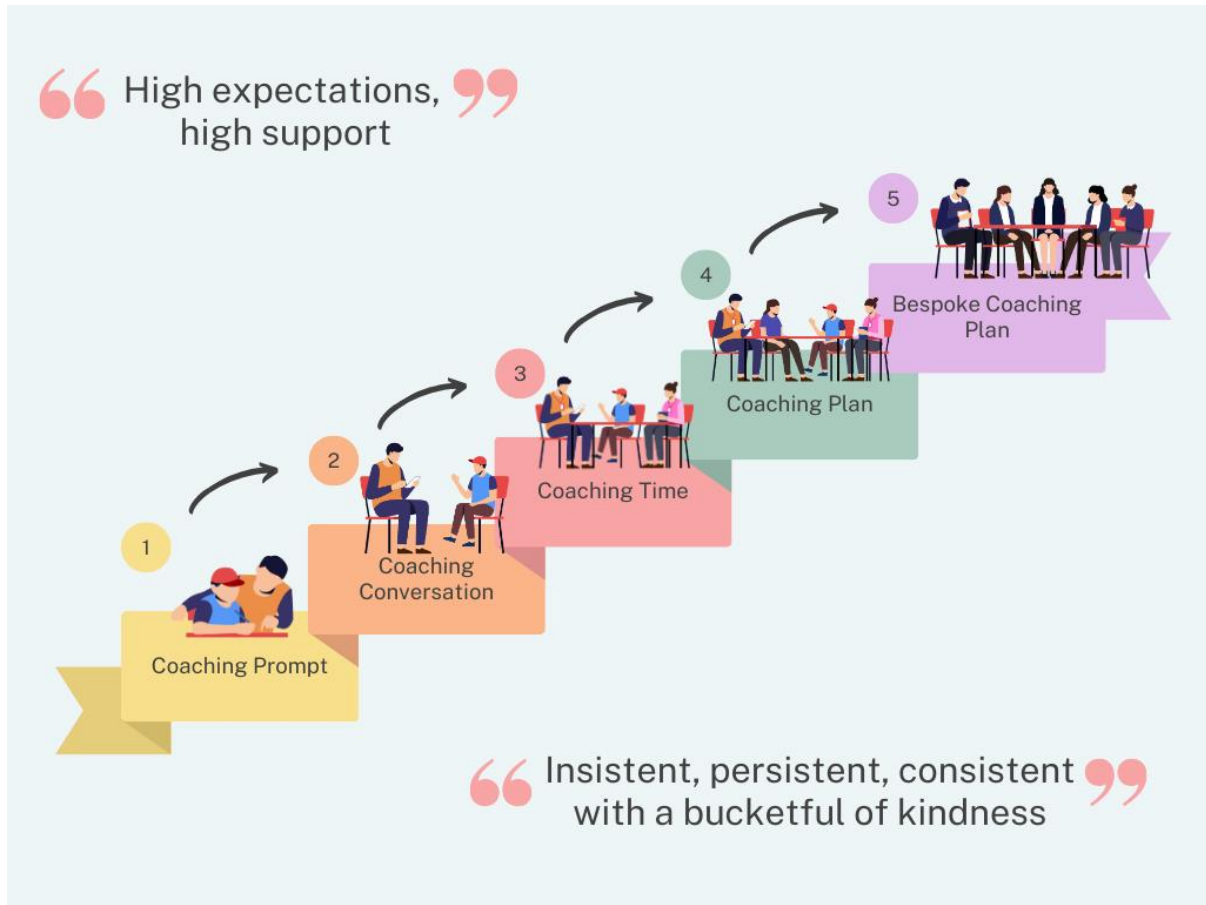 “ High expectations, ”
high support
5
Bespoke Coaching
Plan
4
Coaching Plan
3
Coaching Time
2
Coaching
Conversation
1
Coaching Prompt
“ Insistent, persistent, consistent ”
with a bucketful of kindness